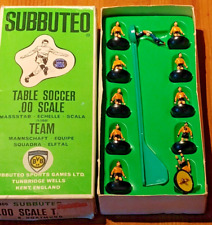 SUBBUTEO
TABLE SOCCER
.00 SCALE
MASSSTAB · ECHELLE · SCALA
TEAM
MANNSCHAFT · EQUIPE
SQUADRA · ELFTAL
SUBBUTEO SPORTS GAMES LTD.
TUNBRIDGE WELLS
KENT, ENGLAND
.00 SCALE T